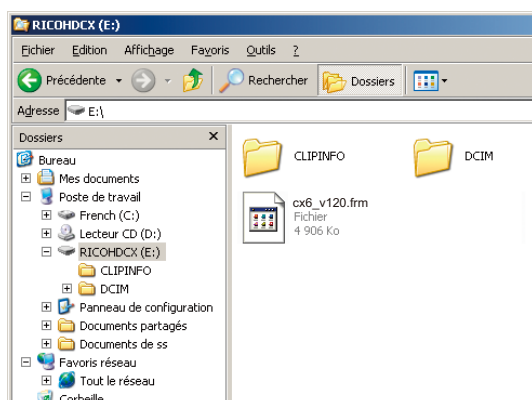 RICOHDCX (E:)
Fichier Edition Affichage Favoris Outils ?
Précédente Rechercher Dossiers
Adresse E:\
Dossiers x
Bureau
Mes documents
Poste de travail
French (C:)
Lecteur CD (D:)
RICOHDCX (E:)
CLIPINFO
DCIM
Panneau de configuration
Documents partagés
Documents de ss
Favoris réseau
Tout le réseau
Corbeille
CLIPINFO DCIM
cx6_v120.frm
Fichier
4 906 Ko